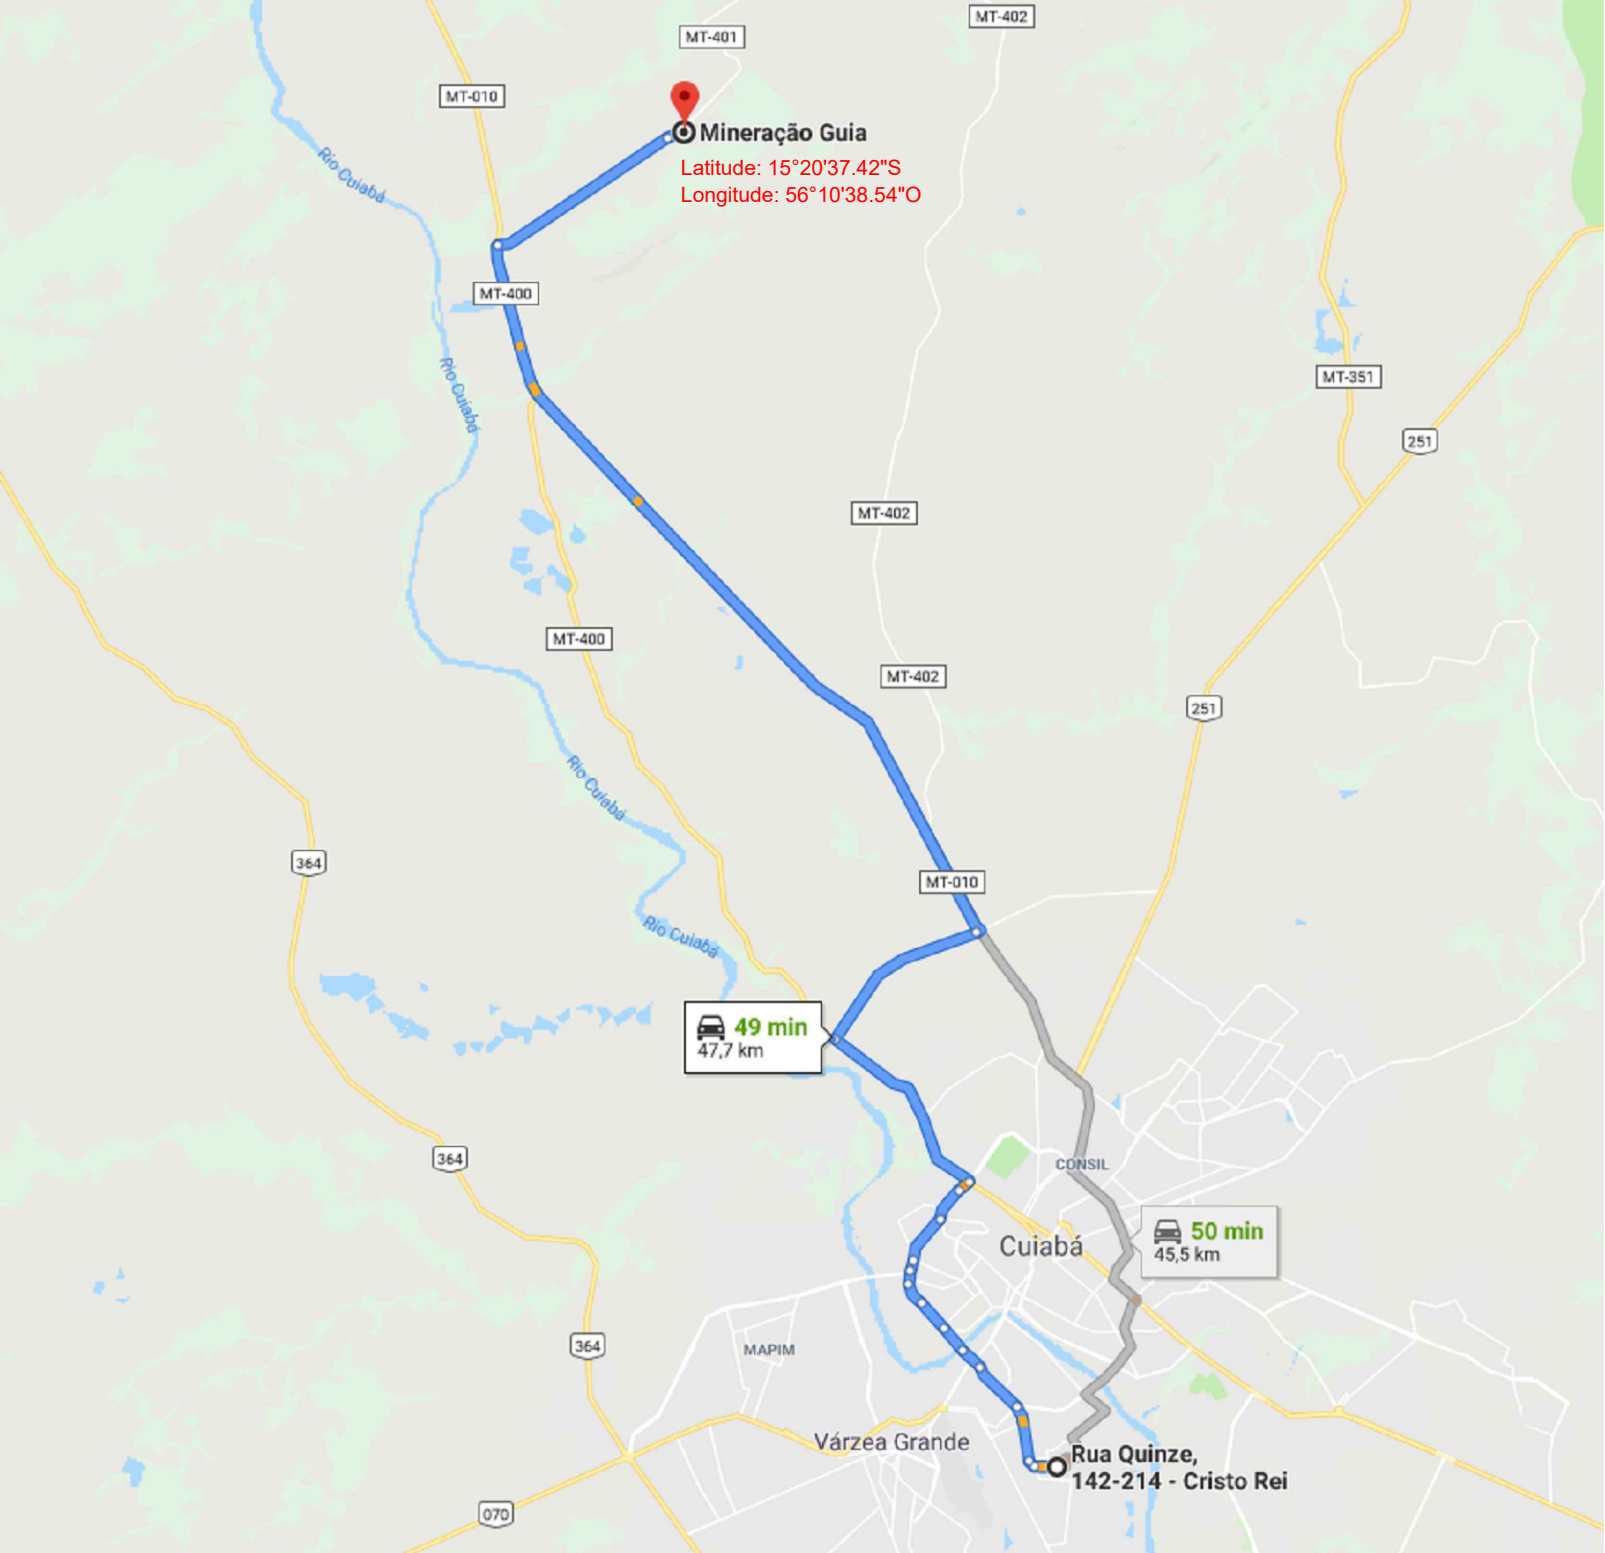 MT-402
MT-401
MT-010
Mineração Guia
Rio Cuiabá
Latitude: 15°20'37.42"S
Longitude: 56°10'38.54"O
MT-400
MT-351
Rio Cuiabá
251
MT-402
MT-400
MT-402
251
Rio Cuiabá
364
MT-010
Rio Cuiabá
49 min
47,7 km
364
CONSIL
50 min
45,5 km
Cuiabá
364
MAPIM
Várzea Grande
Rua Quinze,
142-214 - Cristo Rei
070